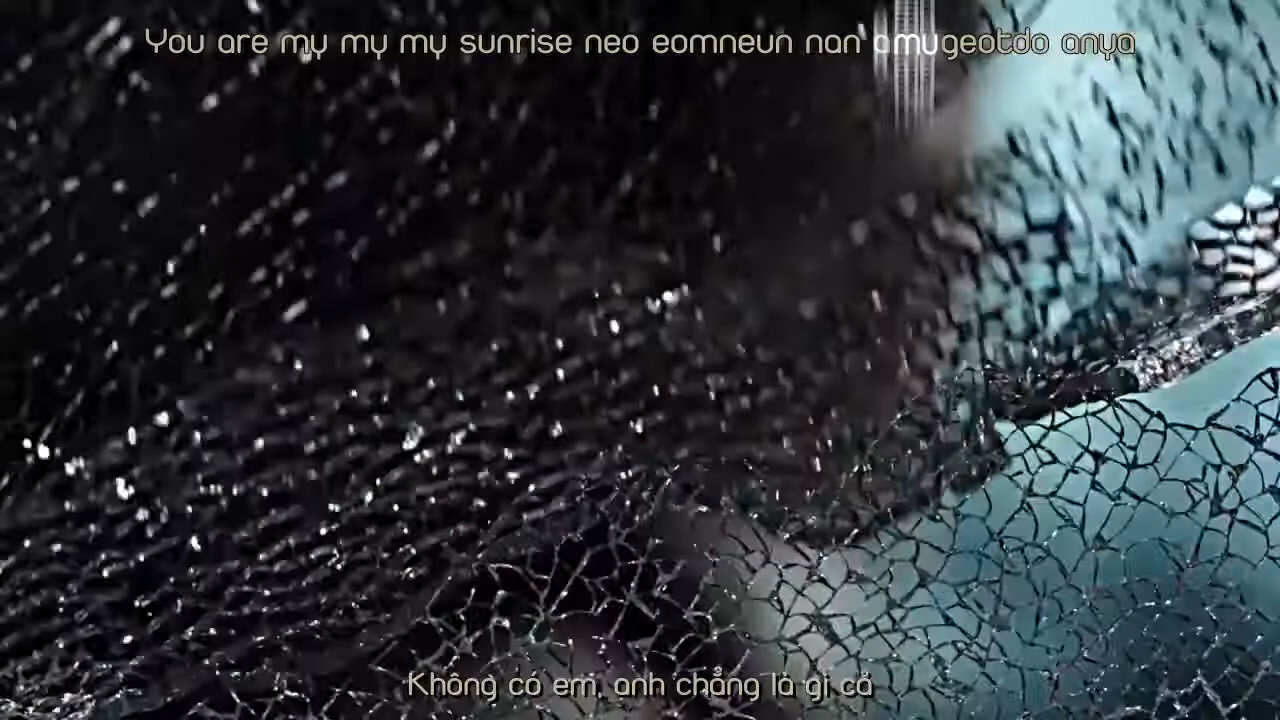 You are my my my sunrise neo eomneun nan amugeotdo anya
Không có em, anh chẳng là gì cả